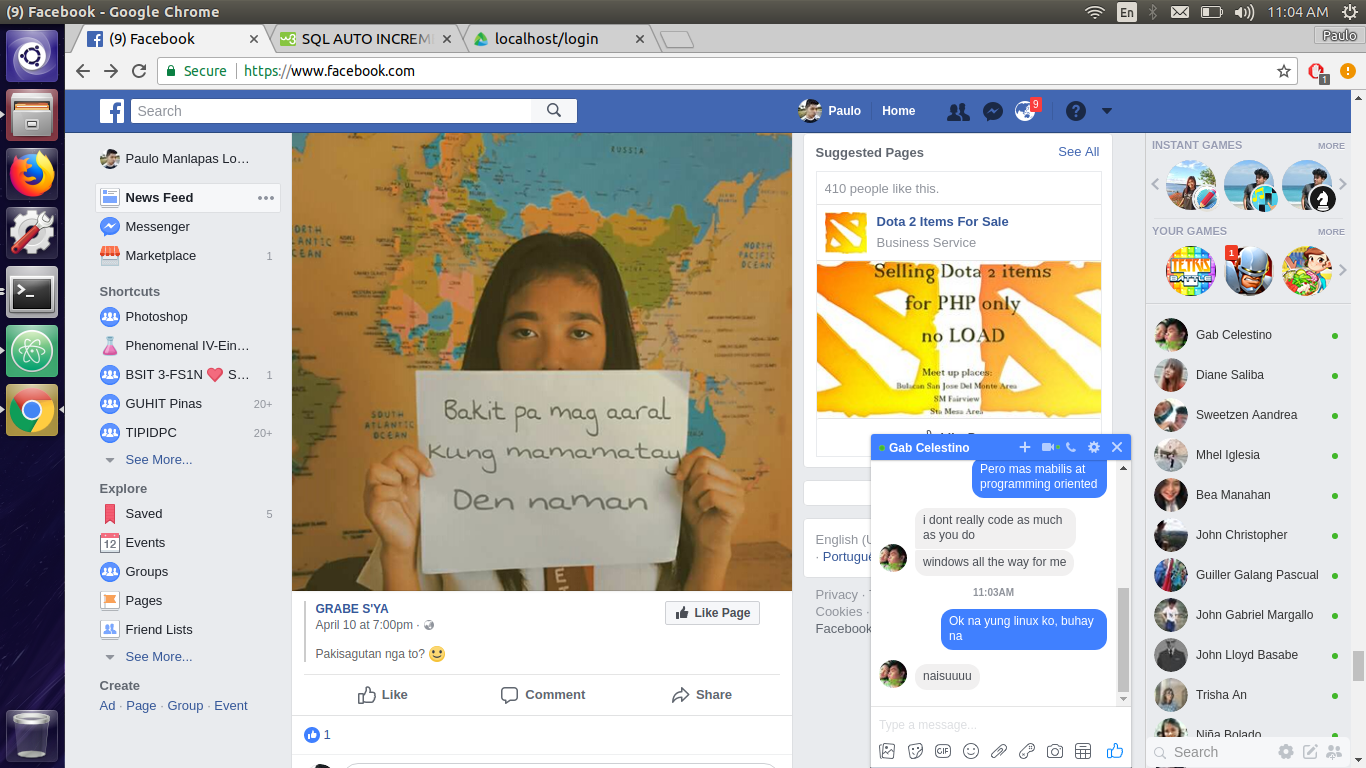 (9) Facebook - Google Chrome
En
11:04 AM
(9) Facebook
SQL AUTO INCREM
localhost/login
Paulo
Secure
https://www.facebook.com
1
Search
Paulo
Home
9
Paulo Manlapas Lo...
News Feed
Messenger
Marketplace 1
Shortcuts
Photoshop
Phenomenal IV-Ein...
BSIT 3-FS1N ❤ S... 1
GUHIT Pinas 20+
TIPIDPC 20+
See More...
Explore
Saved 5
Events
Groups
Pages
Friend Lists
See More...
Create
Ad · Page · Group · Event
RUSSIA
CHINA
NORTH
PACIFIC
OCEAN
ORTH
LANTIC
CEAN
SOUTH
ATLANTIC
OCEAN
Bakit pa mag aaral
kung mamamatay
Den naman
GRABE S'YA
April 10 at 7:00pm ·
Like Page
Pakisagutan nga to? 🙂
Like
Comment
Share
1
Suggested Pages
See All
410 people like this.
Dota 2 Items For Sale
Business Service
Selling Dota 2 items
for PHP only
no LOAD
Meet up places:
Bulacan San Jose Del Monte Area
SM Fairview
Sta Mesa Area
English (U
· Portugu
Privacy ·
Cookies ·
Facebook
Gab Celestino
Pero mas mabilis at
programming oriented
i dont really code as much
as you do
windows all the way for me
11:03AM
Ok na yung linux ko, buhay
na
naisuuuu
Type a message...
GIF
INSTANT GAMES
MORE
YOUR GAMES
MORE
TETRIS
BATTLE
1
Gab Celestino
Diane Saliba
Sweetzen Aandrea
Mhel Iglesia
Bea Manahan
John Christopher
Guiller Galang Pascual
John Gabriel Margallo
John Lloyd Basabe
Trisha An
Niña Bolado
Search